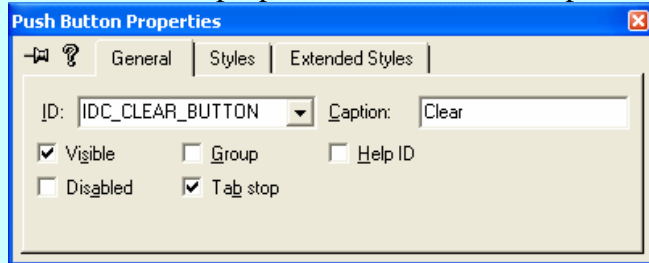 Push Button Properties
General Styles Extended Styles
ID: IDC_CLEAR_BUTTON Caption: Clear
Visible Group Help ID
Disabled Tab stop